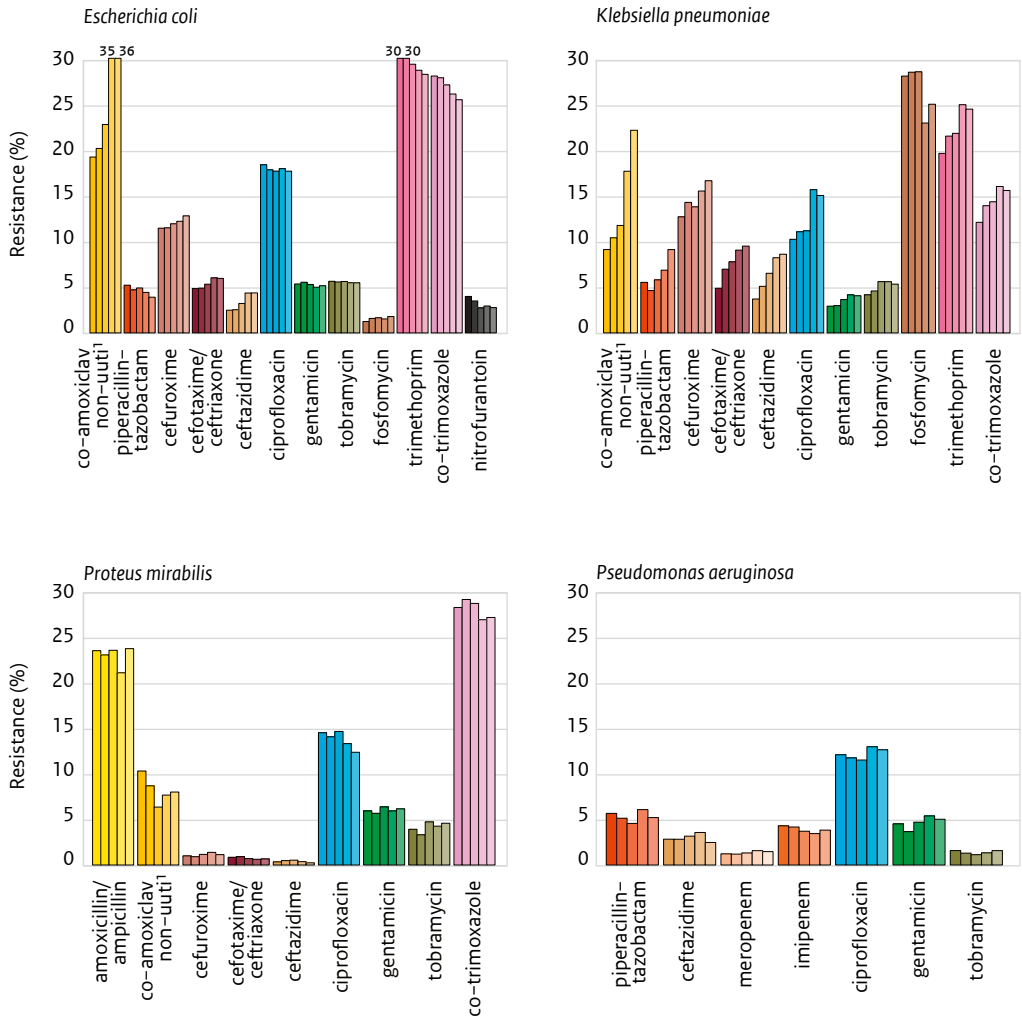 Escherichia coli
35 36
30 30
Resistance (%)
30
25
20
15
10
5
0
co-amoxiclav
non-uuti¹
piperacillin-
tazobactam
cefuroxime
cefotaxime/
ceftriaxone
ceftazidime
ciprofloxacin
gentamicin
tobramycin
fosfomycin
trimethoprim
co-trimoxazole
nitrofurantoin
Klebsiella pneumoniae
30
25
20
15
10
5
0
co-amoxiclav
non-uuti¹
piperacillin-
tazobactam
cefuroxime
cefotaxime/
ceftriaxone
ceftazidime
ciprofloxacin
gentamicin
tobramycin
fosfomycin
trimethoprim
co-trimoxazole
Proteus mirabilis
Resistance (%)
30
25
20
15
10
5
0
amoxicillin/
ampicillin
co-amoxiclav
non-uuti¹
cefuroxime
cefotaxime/
ceftriaxone
ceftazidime
ciprofloxacin
gentamicin
tobramycin
co-trimoxazole
Pseudomonas aeruginosa
30
25
20
15
10
5
0
piperacillin-
tazobactam
ceftazidime
meropenem
imipenem
ciprofloxacin
gentamicin
tobramycin